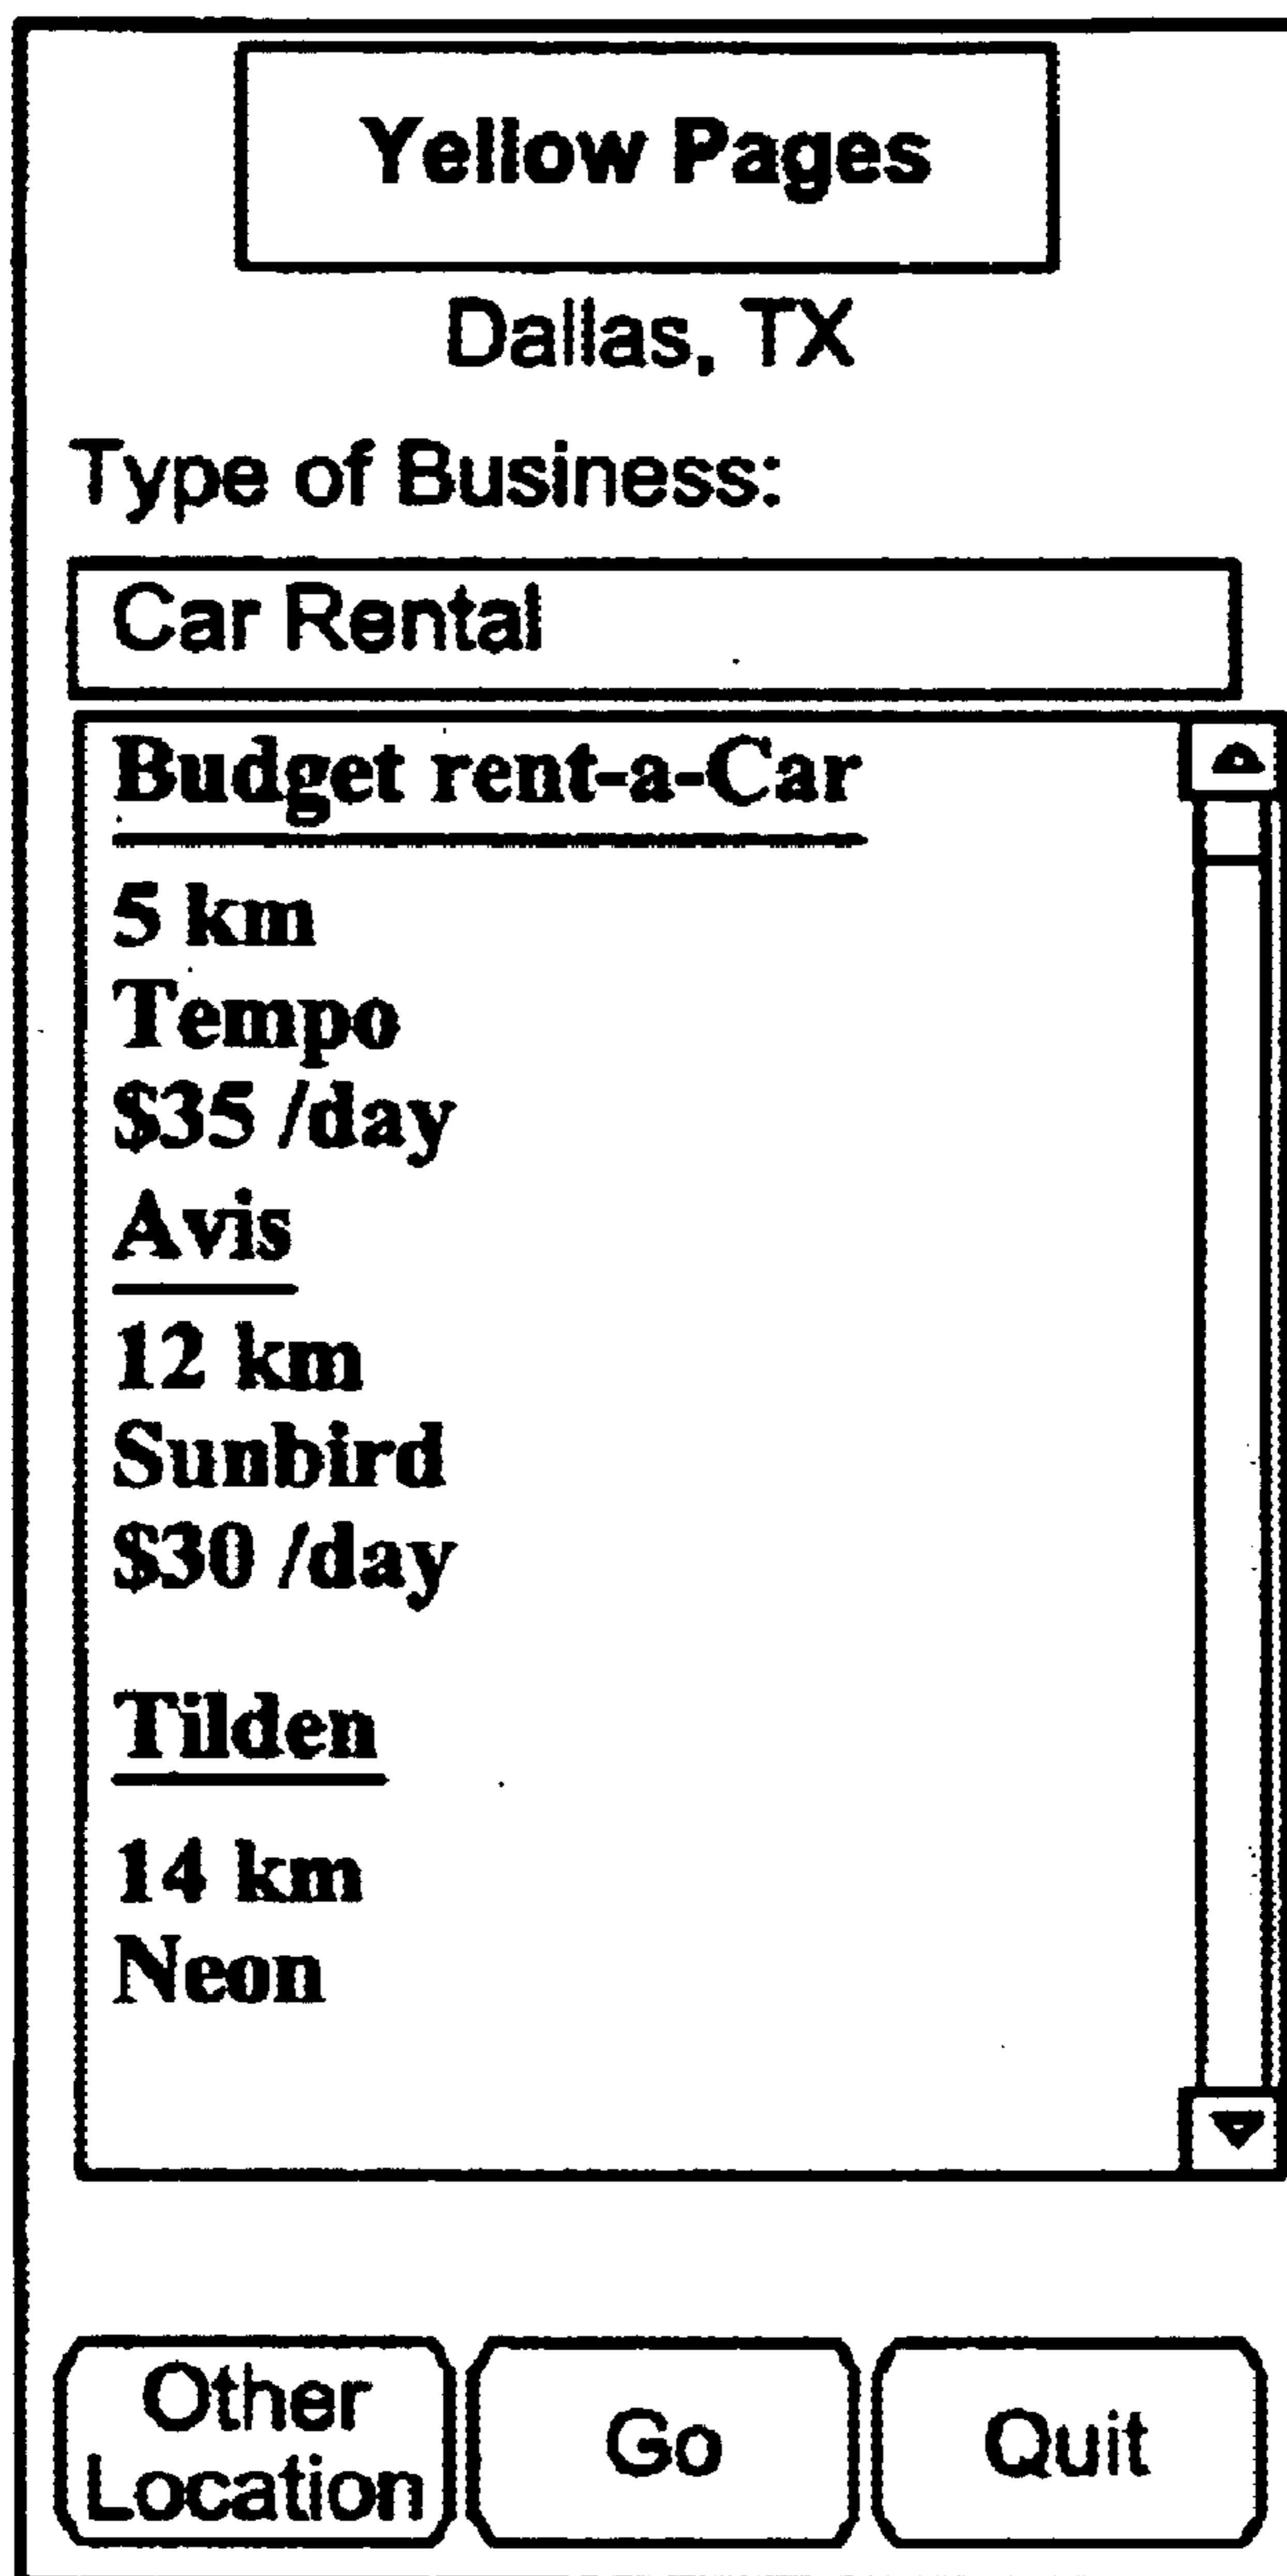 Yellow Pages
Dallas, TX
Type of Business:
Car Rental
Budget rent-a-Car
5 km
Tempo
$35 /day
Avis
12 km
Sunbird
$30 /day
Tilden
14 km
Neon
Other
Location
Go
Quit